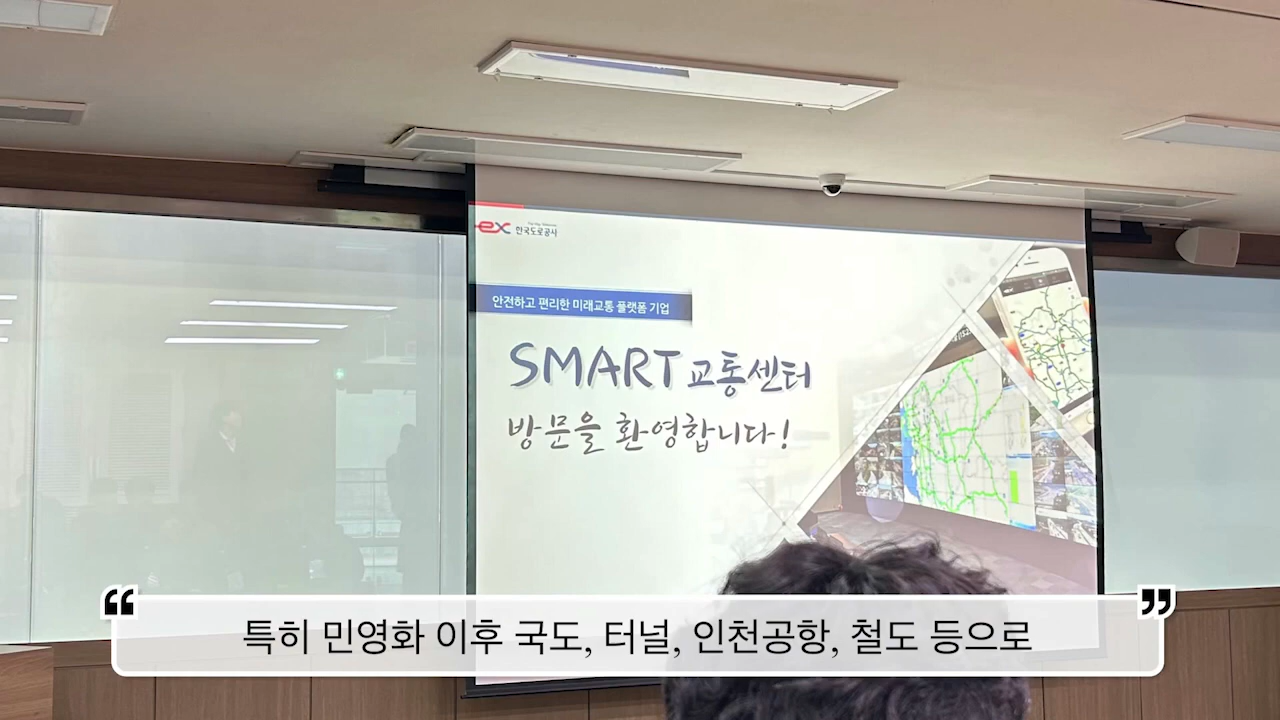 ex 한국도로공사
안전하고 편리한 미래교통 플랫폼 기업
SMART 교통센터
방문을 환영합니다!
❝ ❞
특히 민영화 이후 국도, 터널, 인천공항, 철도 등으로